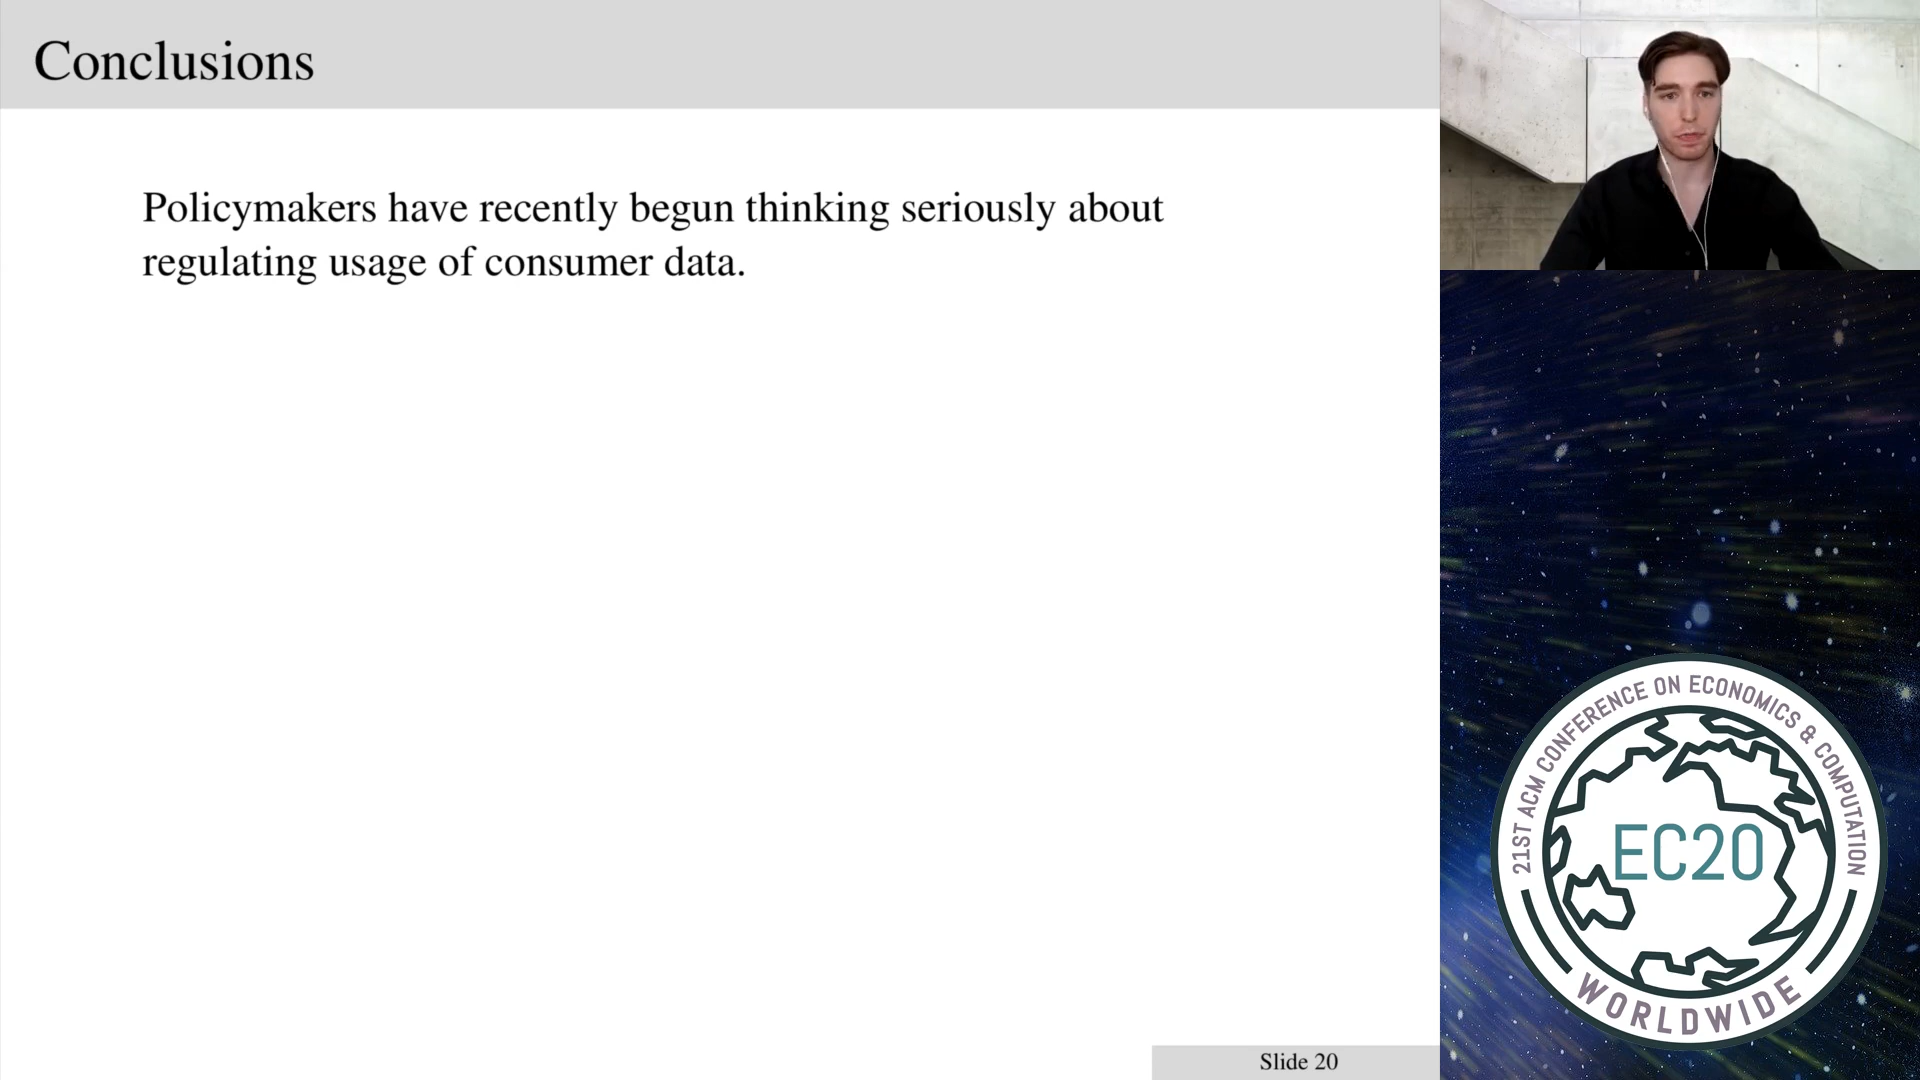 Conclusions
Policymakers have recently begun thinking seriously about
regulating usage of consumer data.
Slide 20
21ST ACM CONFERENCE ON ECONOMICS & COMPUTATION
EC20
WORLDWIDE